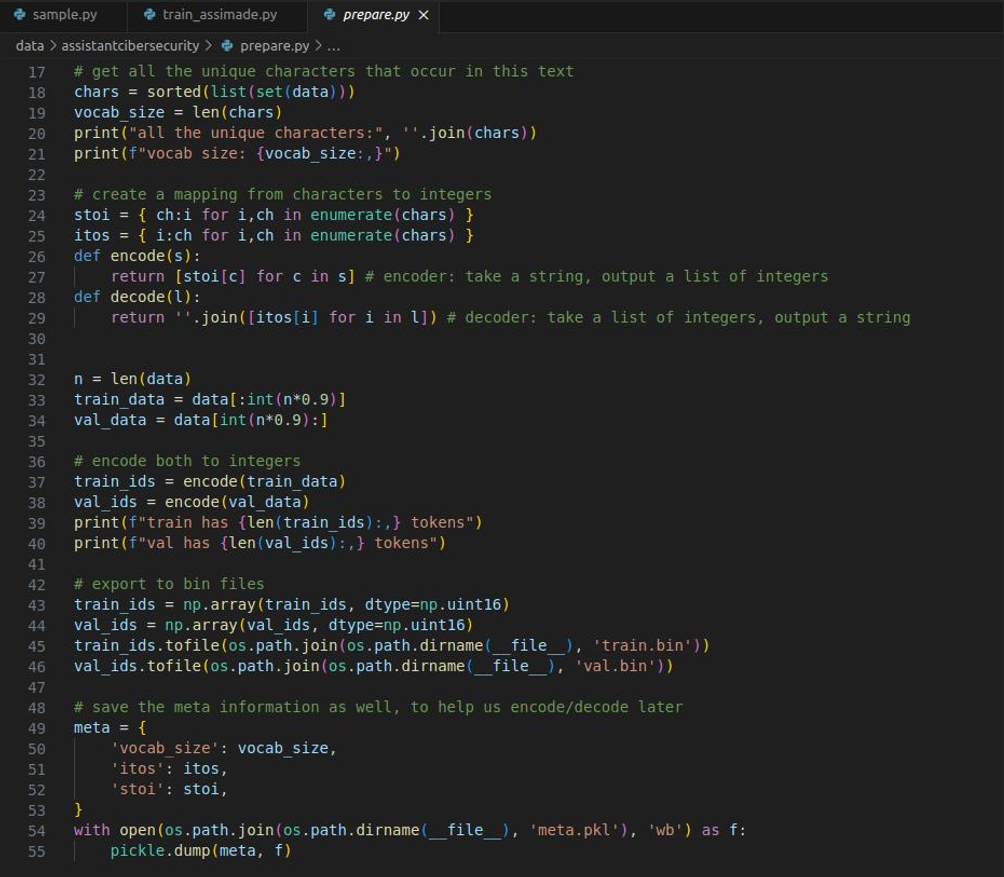 sample.py train_assimade.py prepare.py ×
data > assistantcibersecurity > prepare.py > ...
17 # get all the unique characters that occur in this text
18 chars = sorted(list(set(data)))
19 vocab_size = len(chars)
20 print("all the unique characters:", ''.join(chars))
21 print(f"vocab size: {vocab_size:,}")
22
23 # create a mapping from characters to integers
24 stoi = { ch:i for i,ch in enumerate(chars) }
25 itos = { i:ch for i,ch in enumerate(chars) }
26 def encode(s):
27     return [stoi[c] for c in s] # encoder: take a string, output a list of integers
28 def decode(l):
29     return ''.join([itos[i] for i in l]) # decoder: take a list of integers, output a string
30
31
32 n = len(data)
33 train_data = data[:int(n*0.9)]
34 val_data = data[int(n*0.9):]
35
36 # encode both to integers
37 train_ids = encode(train_data)
38 val_ids = encode(val_data)
39 print(f"train has {len(train_ids):,} tokens")
40 print(f"val has {len(val_ids):,} tokens")
41
42 # export to bin files
43 train_ids = np.array(train_ids, dtype=np.uint16)
44 val_ids = np.array(val_ids, dtype=np.uint16)
45 train_ids.tofile(os.path.join(os.path.dirname(__file__), 'train.bin'))
46 val_ids.tofile(os.path.join(os.path.dirname(__file__), 'val.bin'))
47
48 # save the meta information as well, to help us encode/decode later
49 meta = {
50     'vocab_size': vocab_size,
51     'itos': itos,
52     'stoi': stoi,
53 }
54 with open(os.path.join(os.path.dirname(__file__), 'meta.pkl'), 'wb') as f:
55     pickle.dump(meta, f)